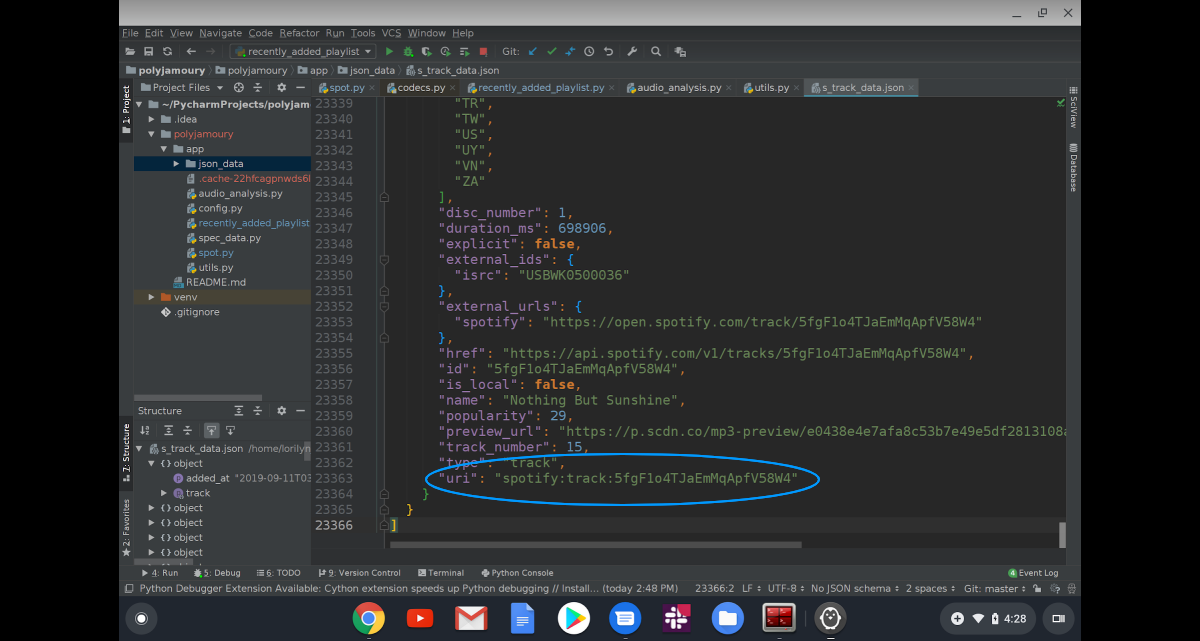 File Edit View Navigate Code Refactor Run Tools VCS Window Help
recently_added_playlist Git:
polyjamoury polyjamoury app json_data s_track_data.json
1: Project
Project Files
spot.py codecs.py recently_added_playlist.py audio_analysis.py utils.py s_track_data.json
~/PycharmProjects/polyjam
.idea
polyjamoury
app
json_data
.cache-22hfcagpnwds6
audio_analysis.py
config.py
recently_added_playlist
spec_data.py
spot.py
utils.py
README.md
venv
.gitignore
SciView
Database
23339 "TR",
23340 "TW",
23341 "US",
23342 "UY",
23343 "VN",
23344 "ZA"
23345 ],
23346 "disc_number": 1,
23347 "duration_ms": 698906,
23348 "explicit": false,
23349 "external_ids": {
23350 "isrc": "USBWK0500036"
23351 },
23352 "external_urls": {
23353 "spotify": "https://open.spotify.com/track/5fgF1o4TJaEmMqApfV58W4"
23354 },
23355 "href": "https://api.spotify.com/v1/tracks/5fgF1o4TJaEmMqApfV58W4",
23356 "id": "5fgF1o4TJaEmMqApfV58W4",
23357 "is_local": false,
23358 "name": "Nothing But Sunshine",
23359 "popularity": 29,
23360 "preview_url": "https://p.scdn.co/mp3-preview/e0438e4e7afa8c53b7e49e5df2813108a
23361 "track_number": 15,
23362 "type": "track",
23363 "uri": "spotify:track:5fgF1o4TJaEmMqApfV58W4"
23364 }
23365 }
23366 ]
Structure
7: Structure
s_track_data.json /home/lorilyn
object
added_at "2019-09-11T03
track
object
object
object
object
2: Favorites
4: Run 5: Debug 6: TODO 9: Version Control Terminal Python Console 4 Event Log
Python Debugger Extension Available: Cython extension speeds up Python debugging // Install... (today 2:48 PM) 23366:2 LF UTF-8 No JSON schema 2 spaces Git: master
4:28